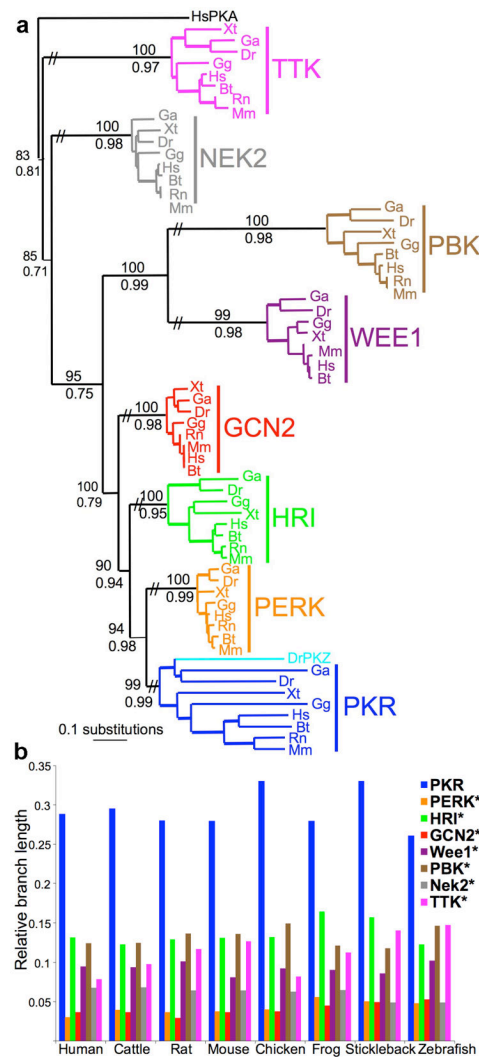 a
HsPKA
100
0.97
Xt
Ga
Dr
Gg
Hs
Bt
Rn
Mm
TTK
83
0.81
100
0.98
Ga
Xt
Dr
Gg
Hs
Bt
Rn
Mm
NEK2
85
0.71
100
0.99
100
0.98
Ga
Dr
Xt
Gg
Bt
Hs
Rn
Mm
PBK
99
0.98
Ga
Dr
Gg
Xt
Mm
Hs
Bt
WEE1
95
0.75
100
0.98
Xt
Ga
Dr
Gg
Rn
Mm
Hs
Bt
GCN2
100
0.79
100
0.95
Ga
Dr
Gg
Xt
Hs
Bt
Rn
Mm
HRI
90
0.94
100
0.99
Ga
Dr
Xt
Gg
Hs
Rn
Bt
Mm
PERK
94
0.98
99
0.99
DrPKZ
Ga
Dr
Xt
Gg
Hs
Bt
Rn
Mm
PKR
0.1 substitutions
b
Relative branch length
0.35
0.3
0.25
0.2
0.15
0.1
0.05
PKR
PERK*
HRI*
GCN2*
Wee1*
PBK*
Nek2*
TTK*
Human Cattle Rat Mouse Chicken Frog Stickleback Zebrafish